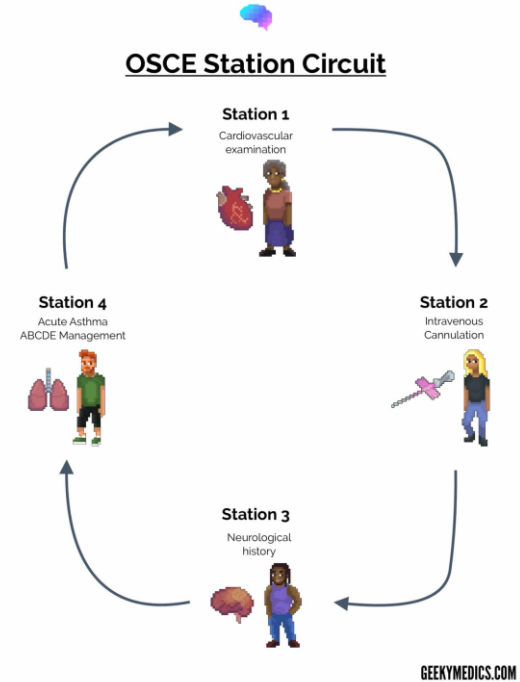 OSCE Station Circuit
Station 1
Cardiovascular
examination
Station 2
Intravenous
Cannulation
Station 3
Neurological
history
Station 4
Acute Asthma
ABCDE Management
GEEKYMEDICS.COM